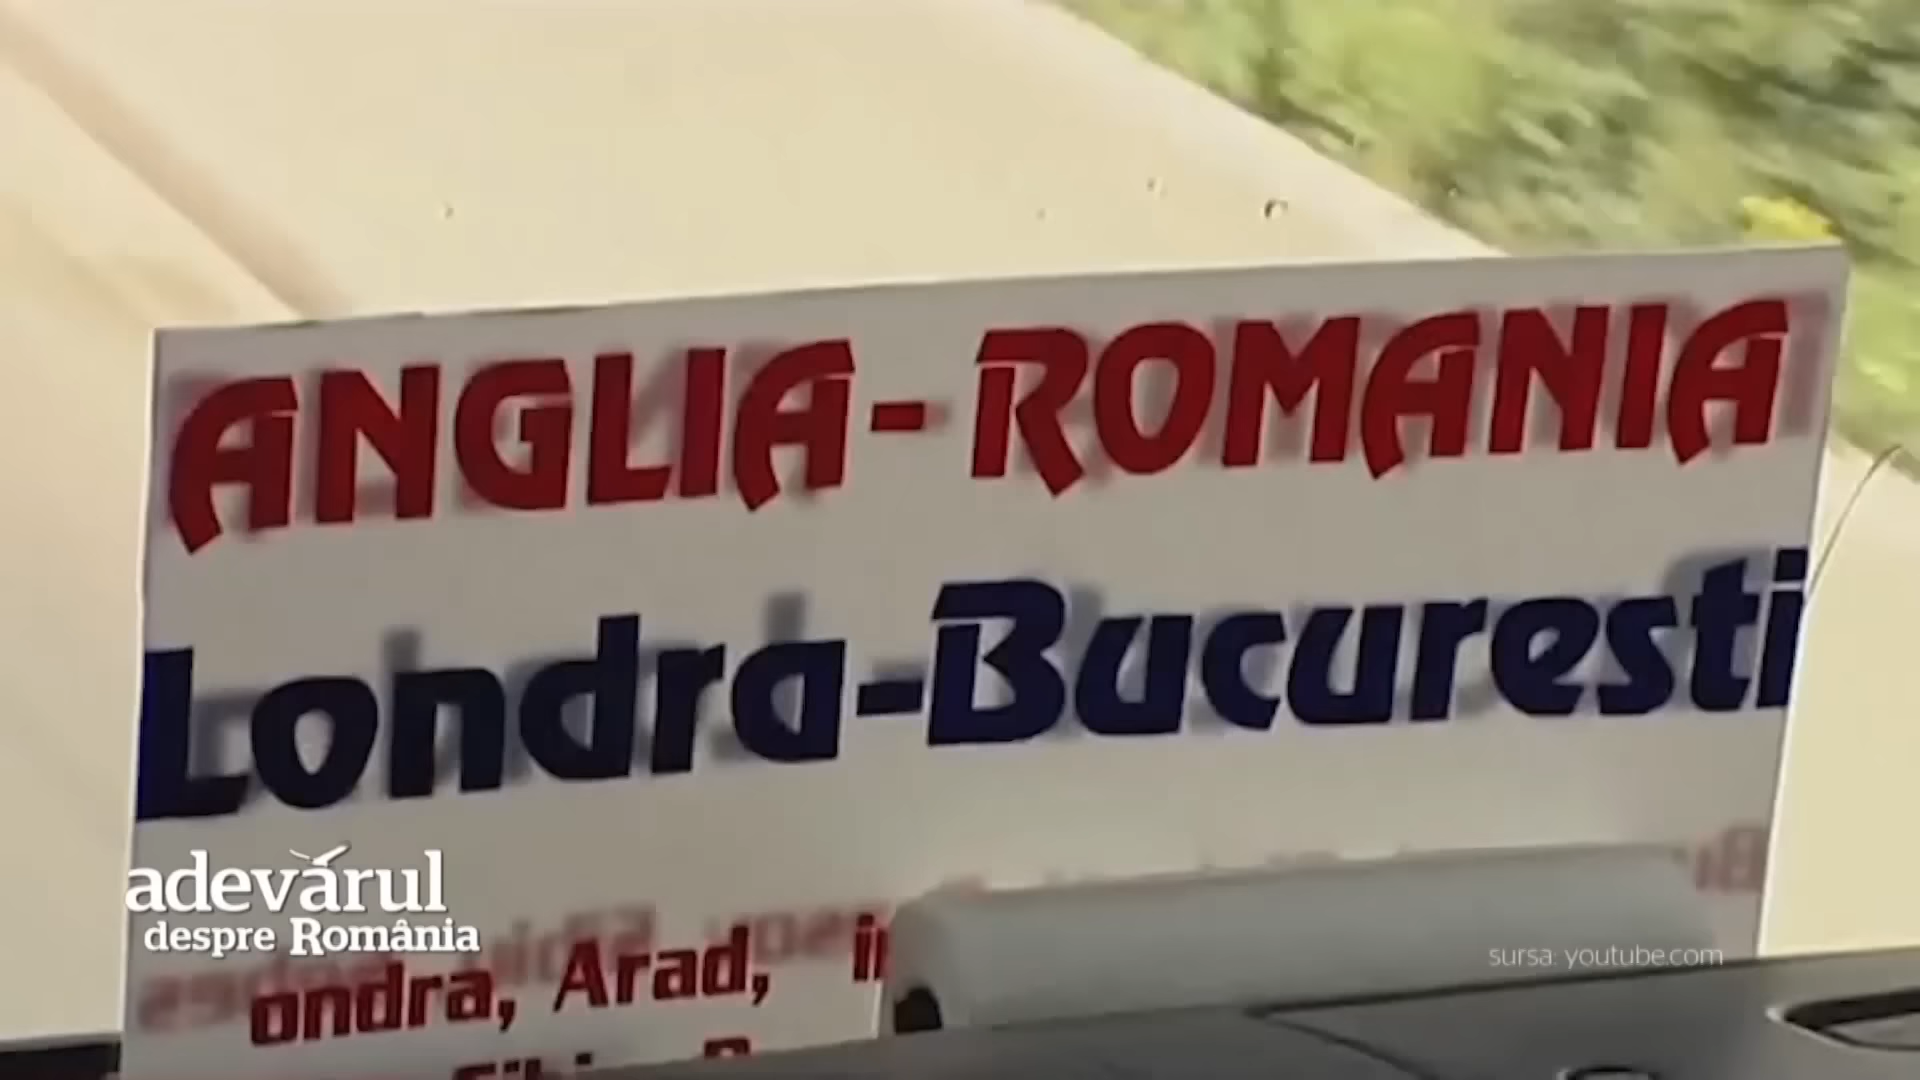 ANGLIA-ROMANIA
Londra-Bucuresti
ondra, Arad,
adevărul
despre România
sursa: youtube.com